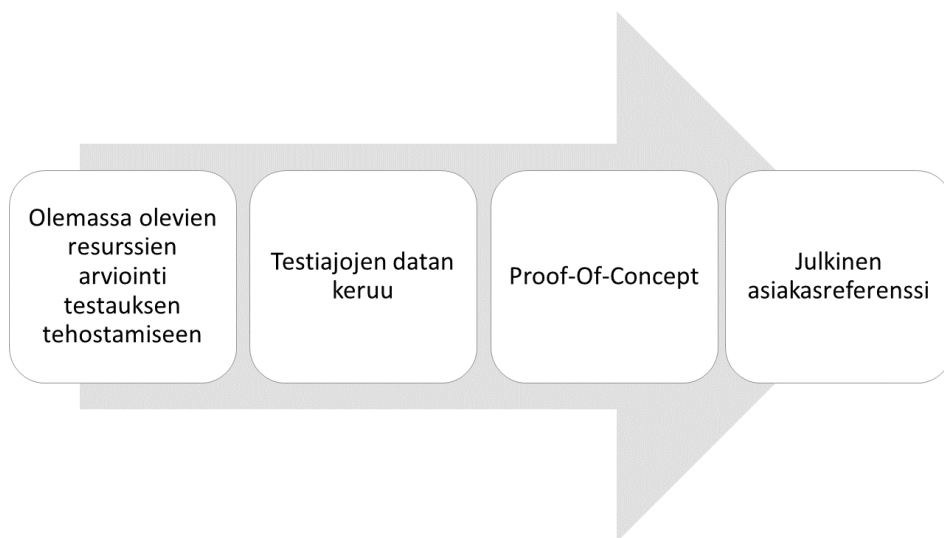 Olemassa olevien
resurssien
arviointi
testauksen
tehostamiseen
Testiajojen datan
keruu
Proof-Of-Concept
Julkinen
asiakasreferenssi